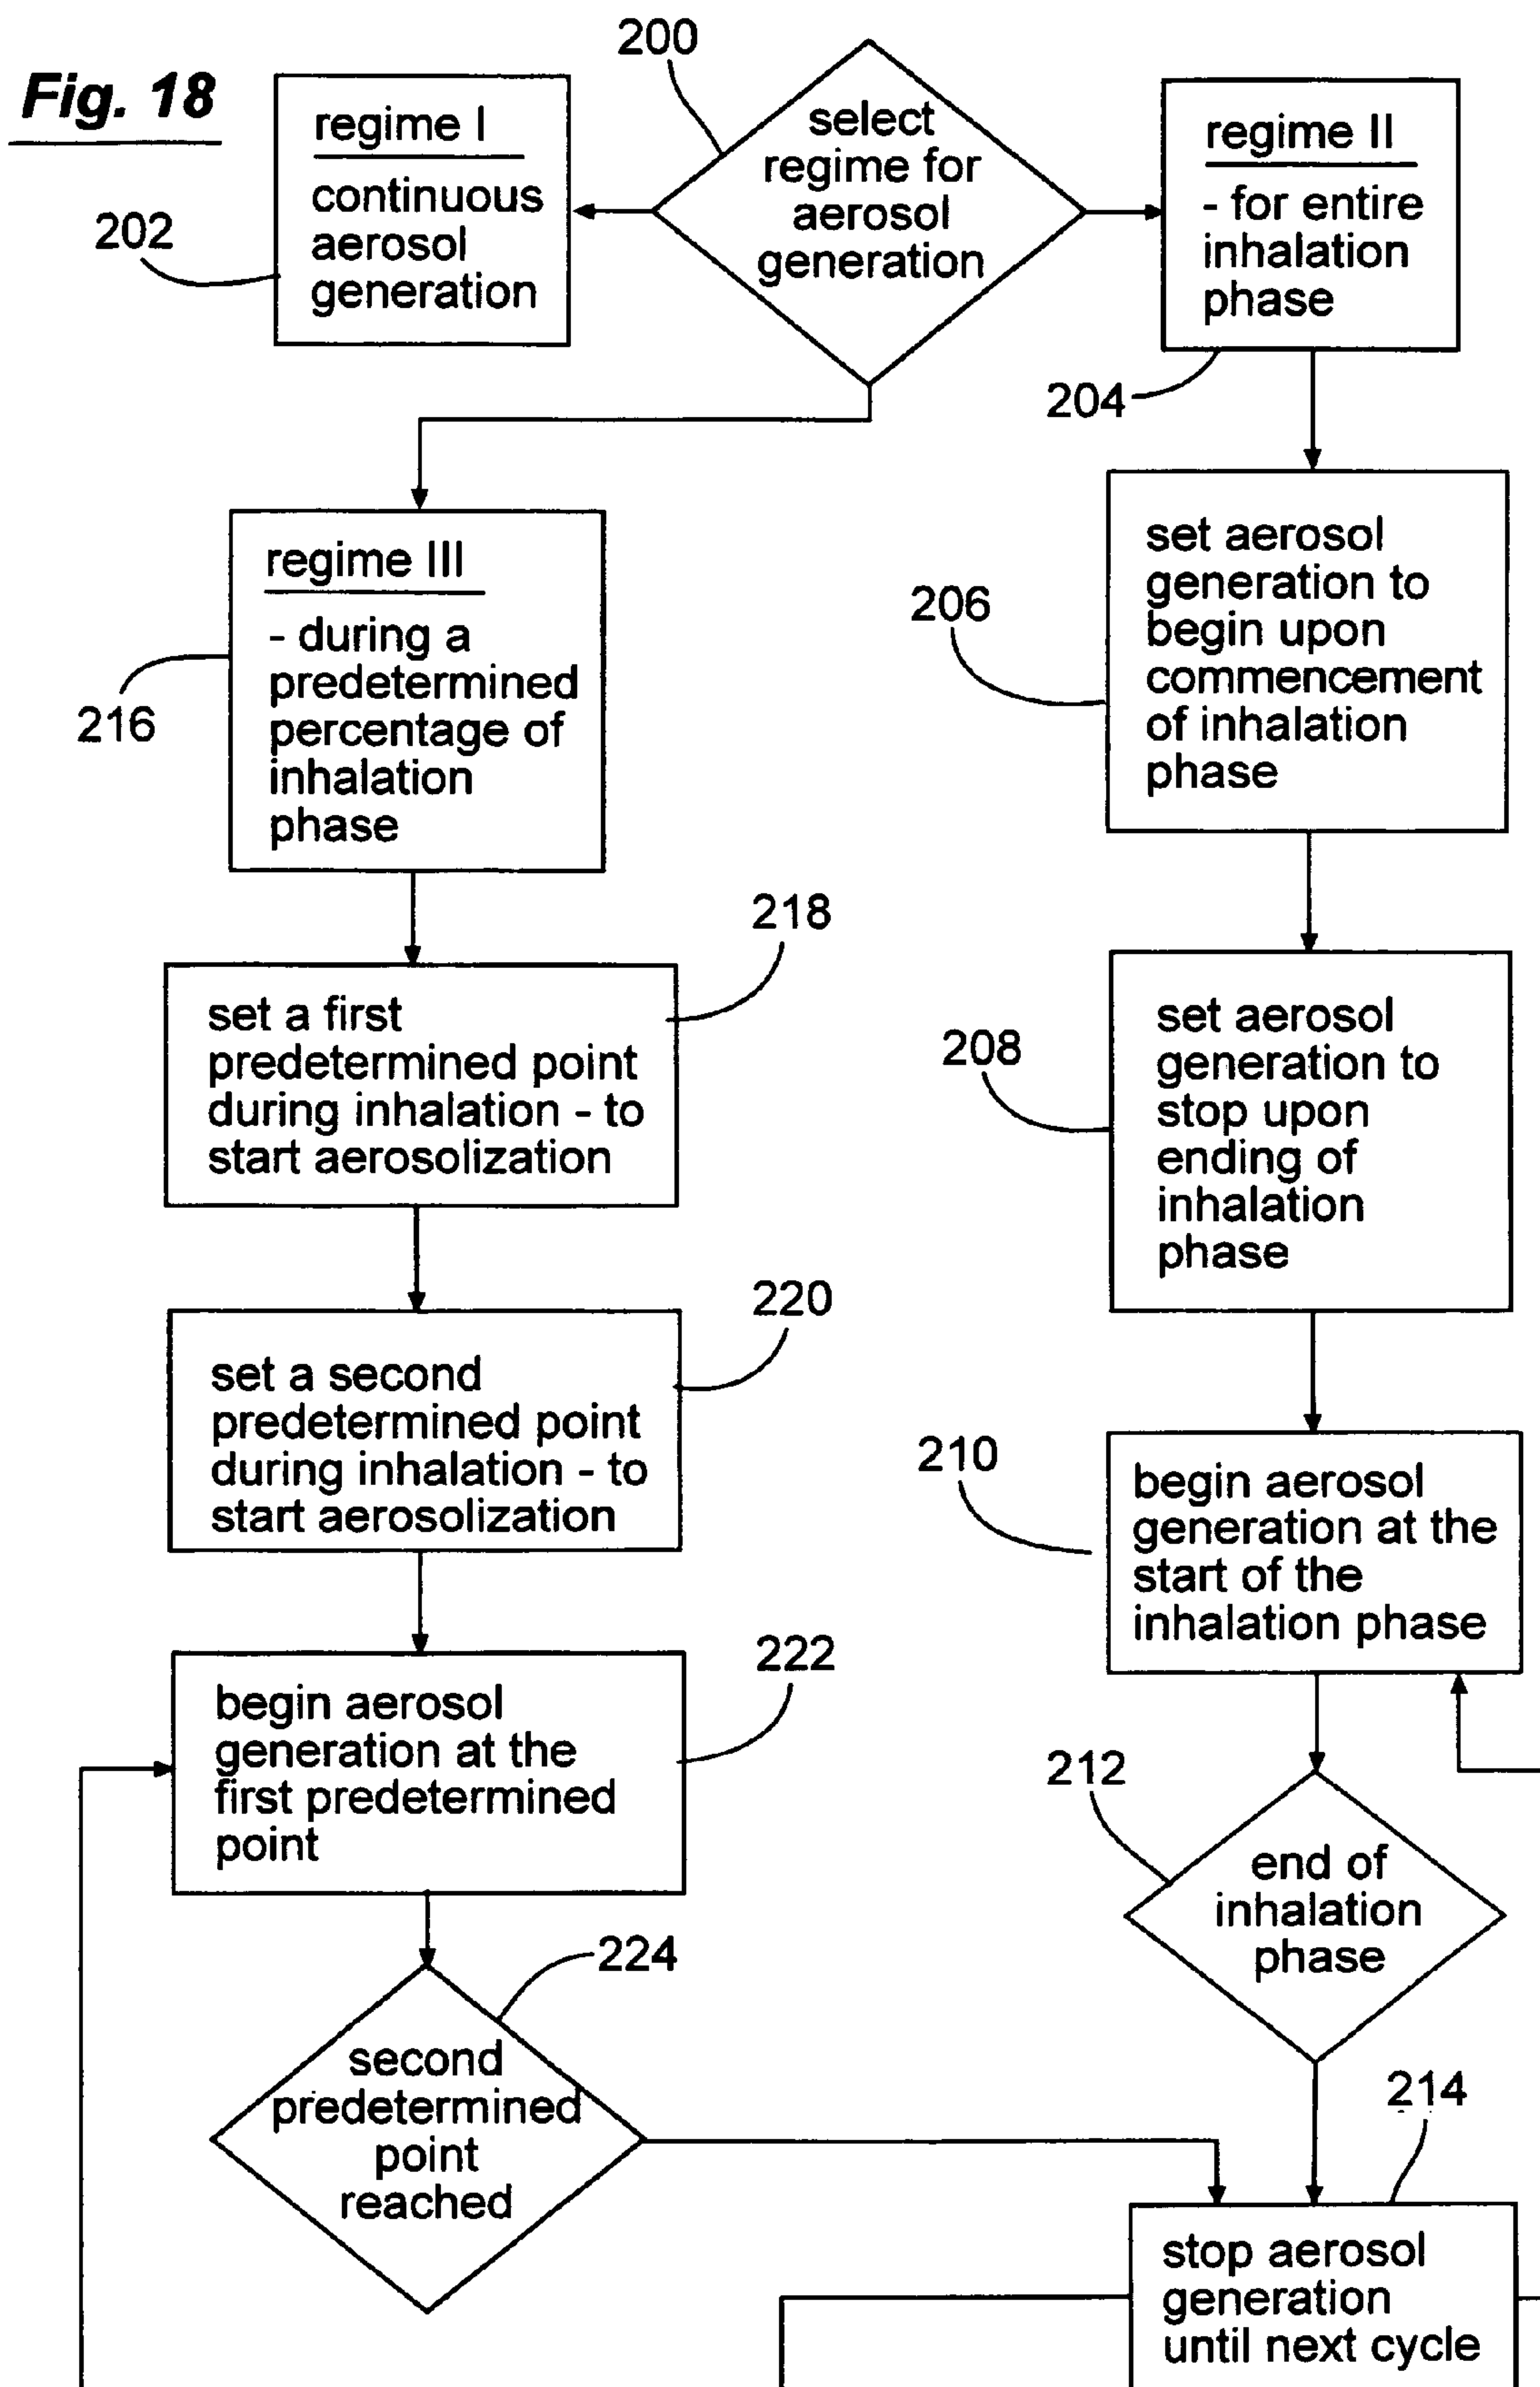 Fig. 18
200
select
regime for
aerosol
generation
regime I
continuous
aerosol
generation
202
regime II
- for entire
inhalation
phase
204
set aerosol
generation to
begin upon
commencement
of inhalation
phase
206
set aerosol
generation to
stop upon
ending of
inhalation
phase
208
begin aerosol
generation at the
start of the
inhalation phase
210
end of
inhalation
phase
212
stop aerosol
generation
until next cycle
214
regime III
- during a
predetermined
percentage of
inhalation
phase
216
set a first
predetermined point
during inhalation - to
start aerosolization
218
set a second
predetermined point
during inhalation - to
start aerosolization
220
begin aerosol
generation at the
first predetermined
point
222
second
predetermined
point
reached
224